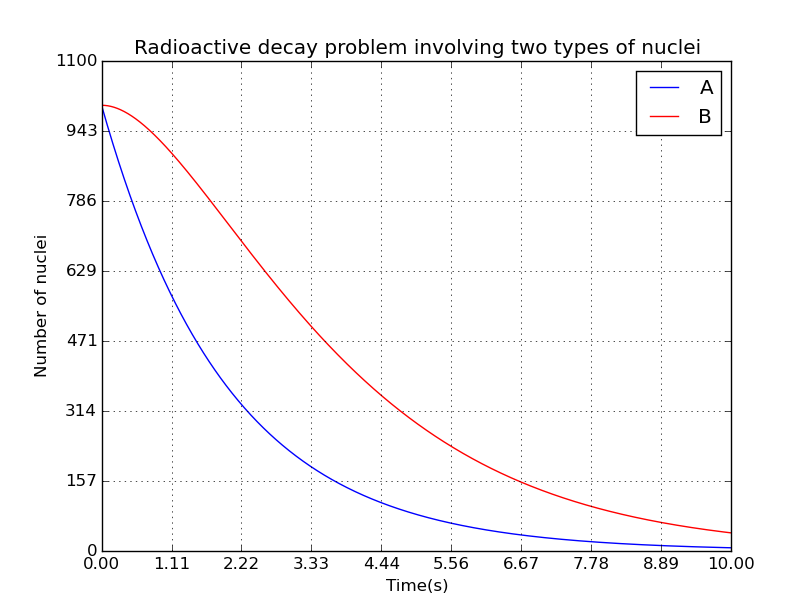 Radioactive decay problem involving two types of nuclei
1100
943
786
629
471
314
157
0
Number of nuclei
A
B
0.00 1.11 2.22 3.33 4.44 5.56 6.67 7.78 8.89 10.00
Time(s)